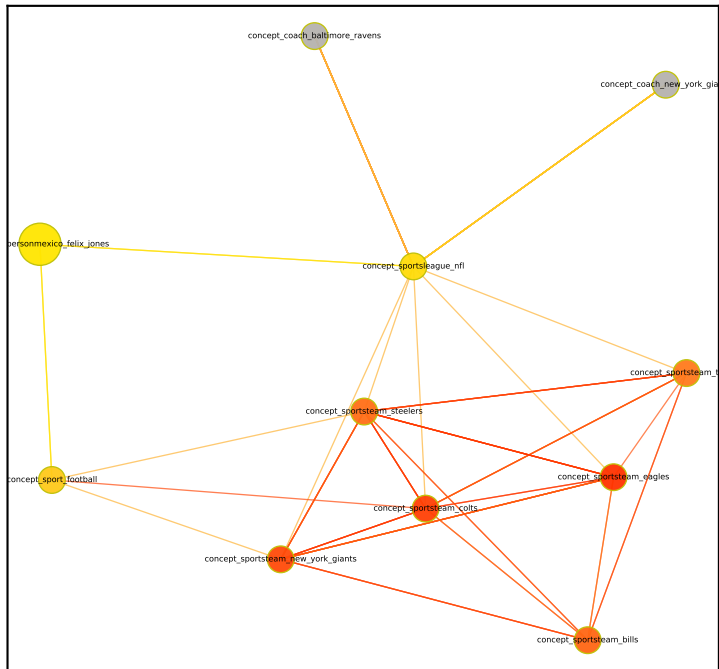 concept_coach_baltimore_ravens
concept_coach_new_york_gia
personmexico_felix_jones
concept_sportsleague_nfl
concept_sportsteam_t
concept_sportsteam_steelers
concept_sport_football
concept_sportsteam_eagles
concept_sportsteam_colts
concept_sportsteam_new_york_giants
concept_sportsteam_bills